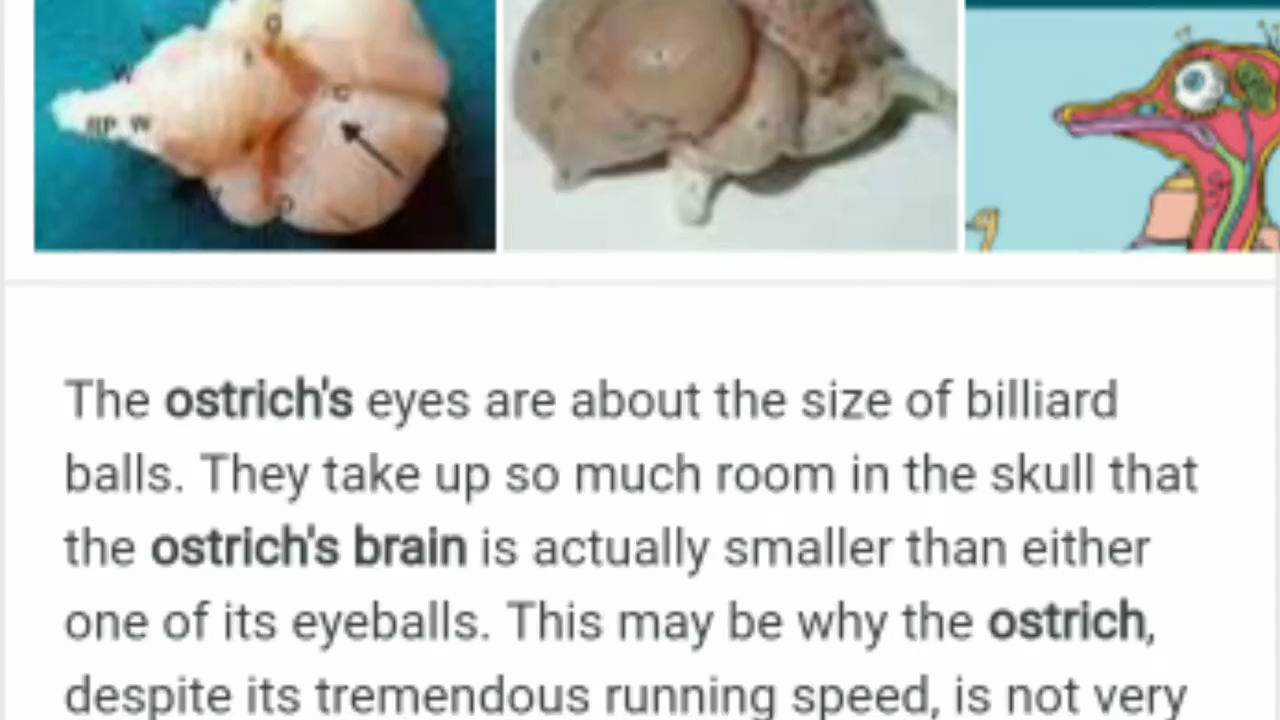 The ostrich's eyes are about the size of billiard
balls. They take up so much room in the skull that
the ostrich's brain is actually smaller than either
one of its eyeballs. This may be why the ostrich,
despite its tremendous running speed, is not very